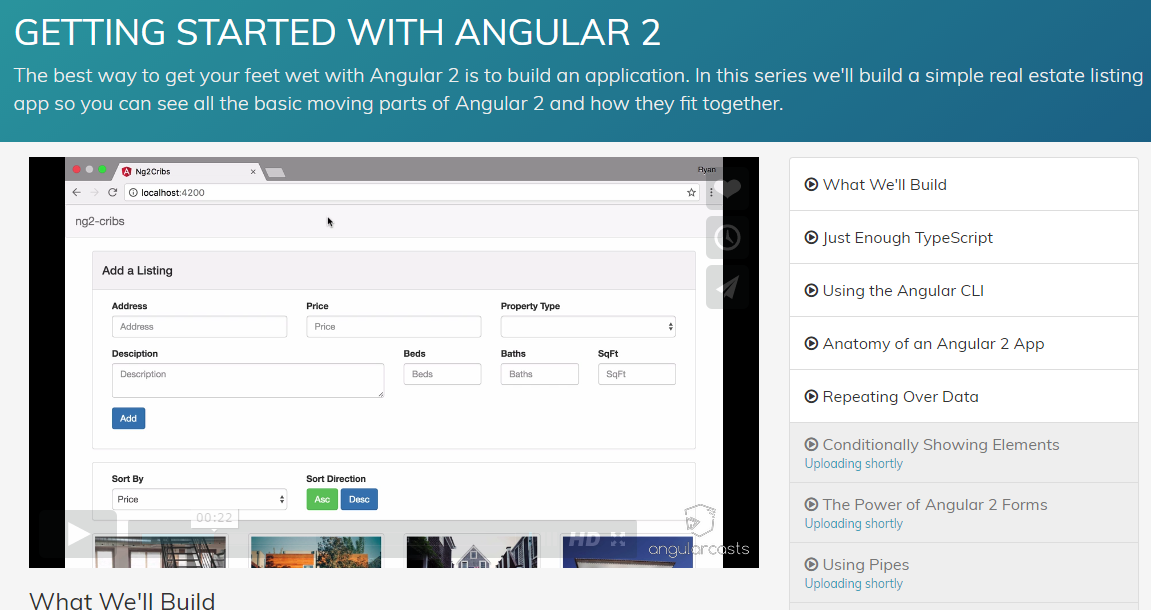 GETTING STARTED WITH ANGULAR 2
The best way to get your feet wet with Angular 2 is to build an application. In this series we'll build a simple real estate listing
app so you can see all the basic moving parts of Angular 2 and how they fit together.
Ng2Cribs
Ryan
localhost:4200
ng2-cribs
Add a Listing
Address Price Property Type
Address Price
Desciption Beds Baths SqFt
Description Beds Baths SqFt
Add
Sort By Sort Direction
Price Asc Desc
00:22
HD
angularcasts
What We'll Build
What We'll Build
Just Enough TypeScript
Using the Angular CLI
Anatomy of an Angular 2 App
Repeating Over Data
Conditionally Showing Elements
Uploading shortly
The Power of Angular 2 Forms
Uploading shortly
Using Pipes
Uploading shortly